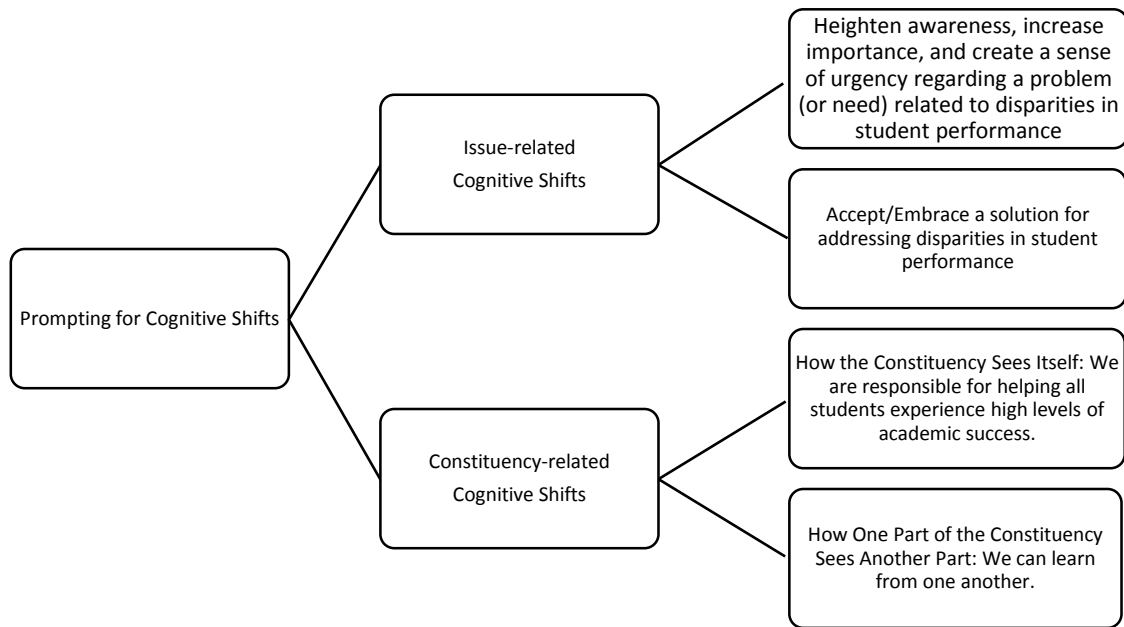 Heighten awareness, increase
importance, and create a sense
of urgency regarding a problem
(or need) related to disparities in
student performance
Issue-related
Cognitive Shifts
Accept/Embrace a solution for
addressing disparities in student
performance
Prompting for Cognitive Shifts
How the Constituency Sees Itself: We
are responsible for helping all
students experience high levels of
academic success.
Constituency-related
Cognitive Shifts
How One Part of the Constituency
Sees Another Part: We can learn
from one another.